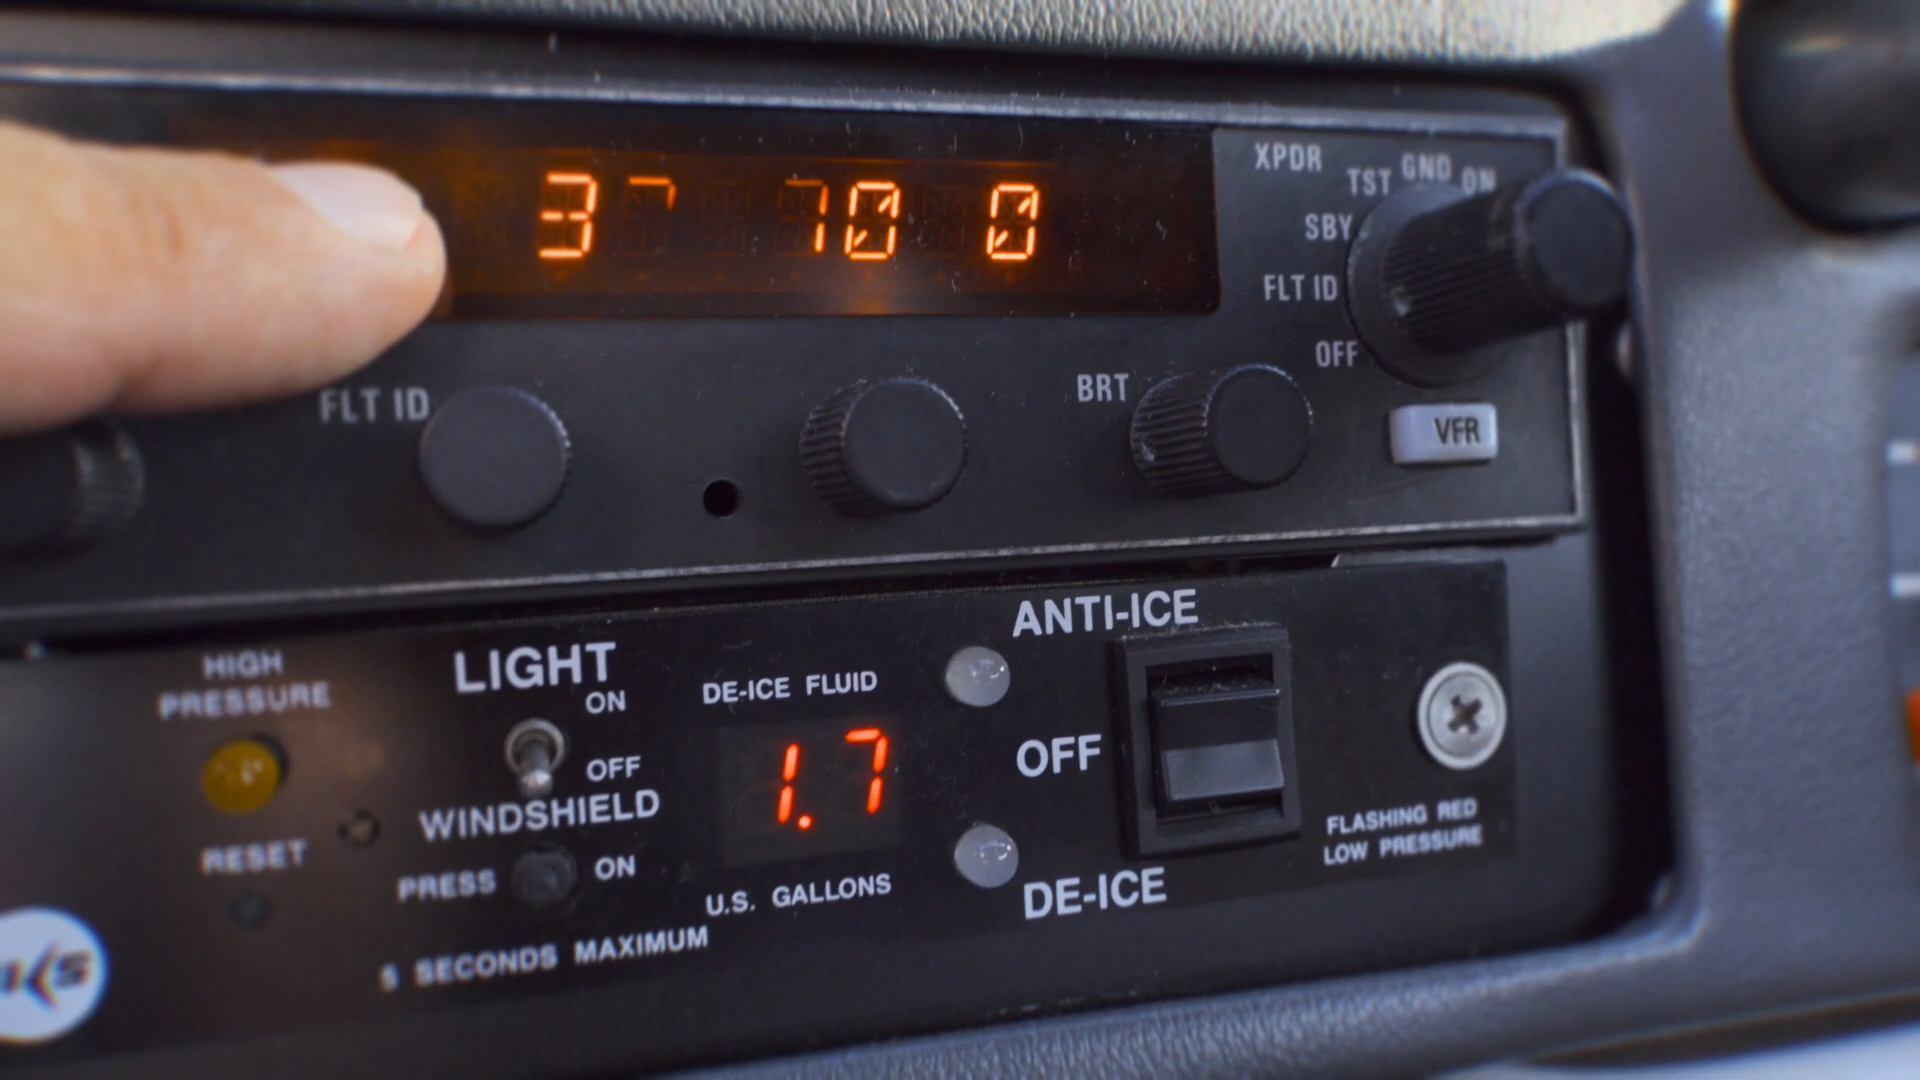 3 7 0 0
XPDR
TST GND ON
SBY
FLT ID
OFF
FLT ID
BRT
VFR
HIGH
PRESSURE
RESET
LIGHT
ON
OFF
WINDSHIELD
PRESS ON
5 SECONDS MAXIMUM
DE-ICE FLUID
1.7
U.S. GALLONS
ANTI-ICE
OFF
DE-ICE
FLASHING RED
LOW PRESSURE